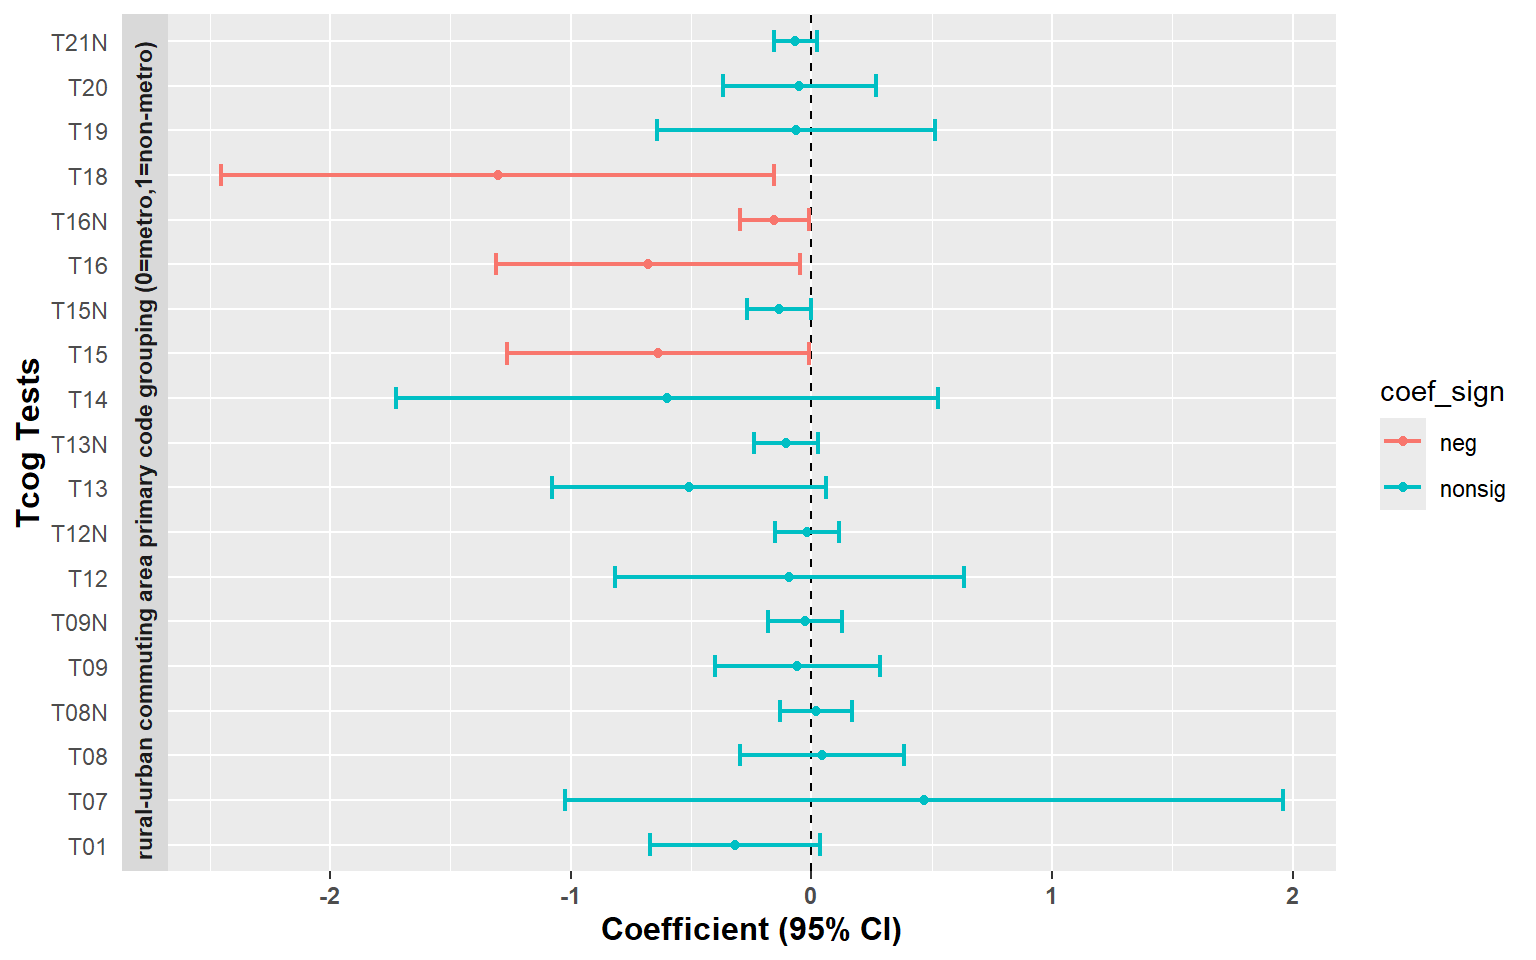 Tcog Tests
T21N
T20
T19
T18
T16N
T16
T15N
T15
T14
T13N
T13
T12N
T12
T09N
T09
T08N
T08
T07
T01
rural-urban commuting area primary code grouping (0=metro,1=non-metro)
-2
-1
0
1
2
Coefficient (95% CI)
coef_sign
neg
nonsig